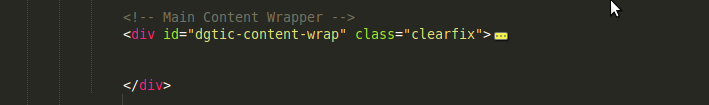 <!-- Main Content Wrapper -->
<div id="dgtic-content-wrap" class="clearfix">
</div>